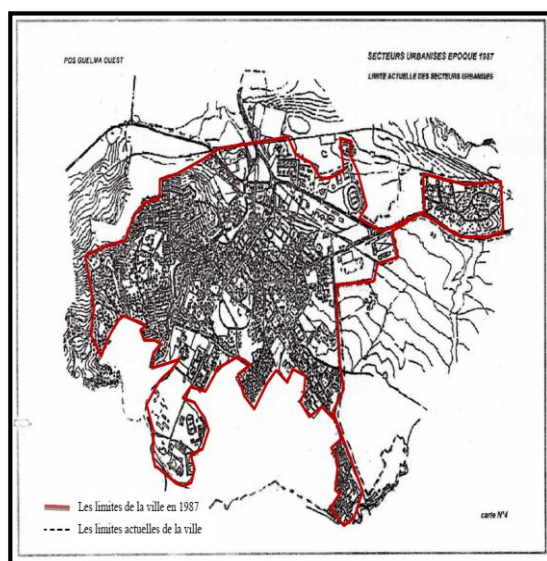 POS GUELMA OUEST
SECTEURS URBANISES EPOQUE 1987
LIMITE ACTUELLE DES SECTEURS URBANISES
Les limites de la ville en 1987
Les limites actuelles de la ville
carte N°4